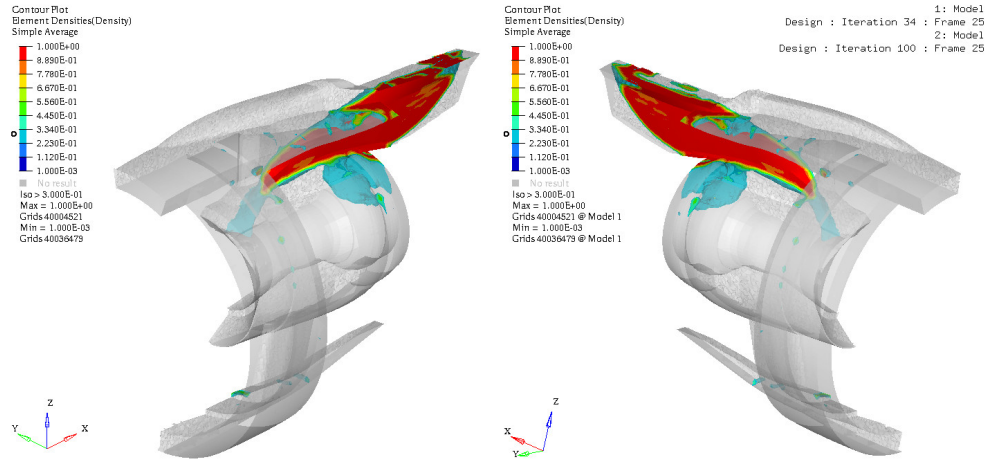 Contour Plot
Element Densities(Density)
Simple Average
1.000E+00
8.890E-01
7.780E-01
6.670E-01
5.560E-01
4.450E-01
3.340E-01
2.230E-01
1.120E-01
1.000E-03
No result
Iso > 3.000E-01
Max = 1.000E+00
Grids 40004521
Min = 1.000E-03
Grids 40036479
Z
Y
X
Contour Plot
Element Densities(Density)
Simple Average
1.000E+00
8.890E-01
7.780E-01
6.670E-01
5.560E-01
4.450E-01
3.340E-01
2.230E-01
1.120E-01
1.000E-03
No result
Iso > 3.000E-01
Max = 1.000E+00
Grids 40004521 @ Model 1
Min = 1.000E-03
Grids 40036479 @ Model 1
1: Model
Design : Iteration 34 : Frame 25
2: Model
Design : Iteration 100 : Frame 25
Z
X
Y